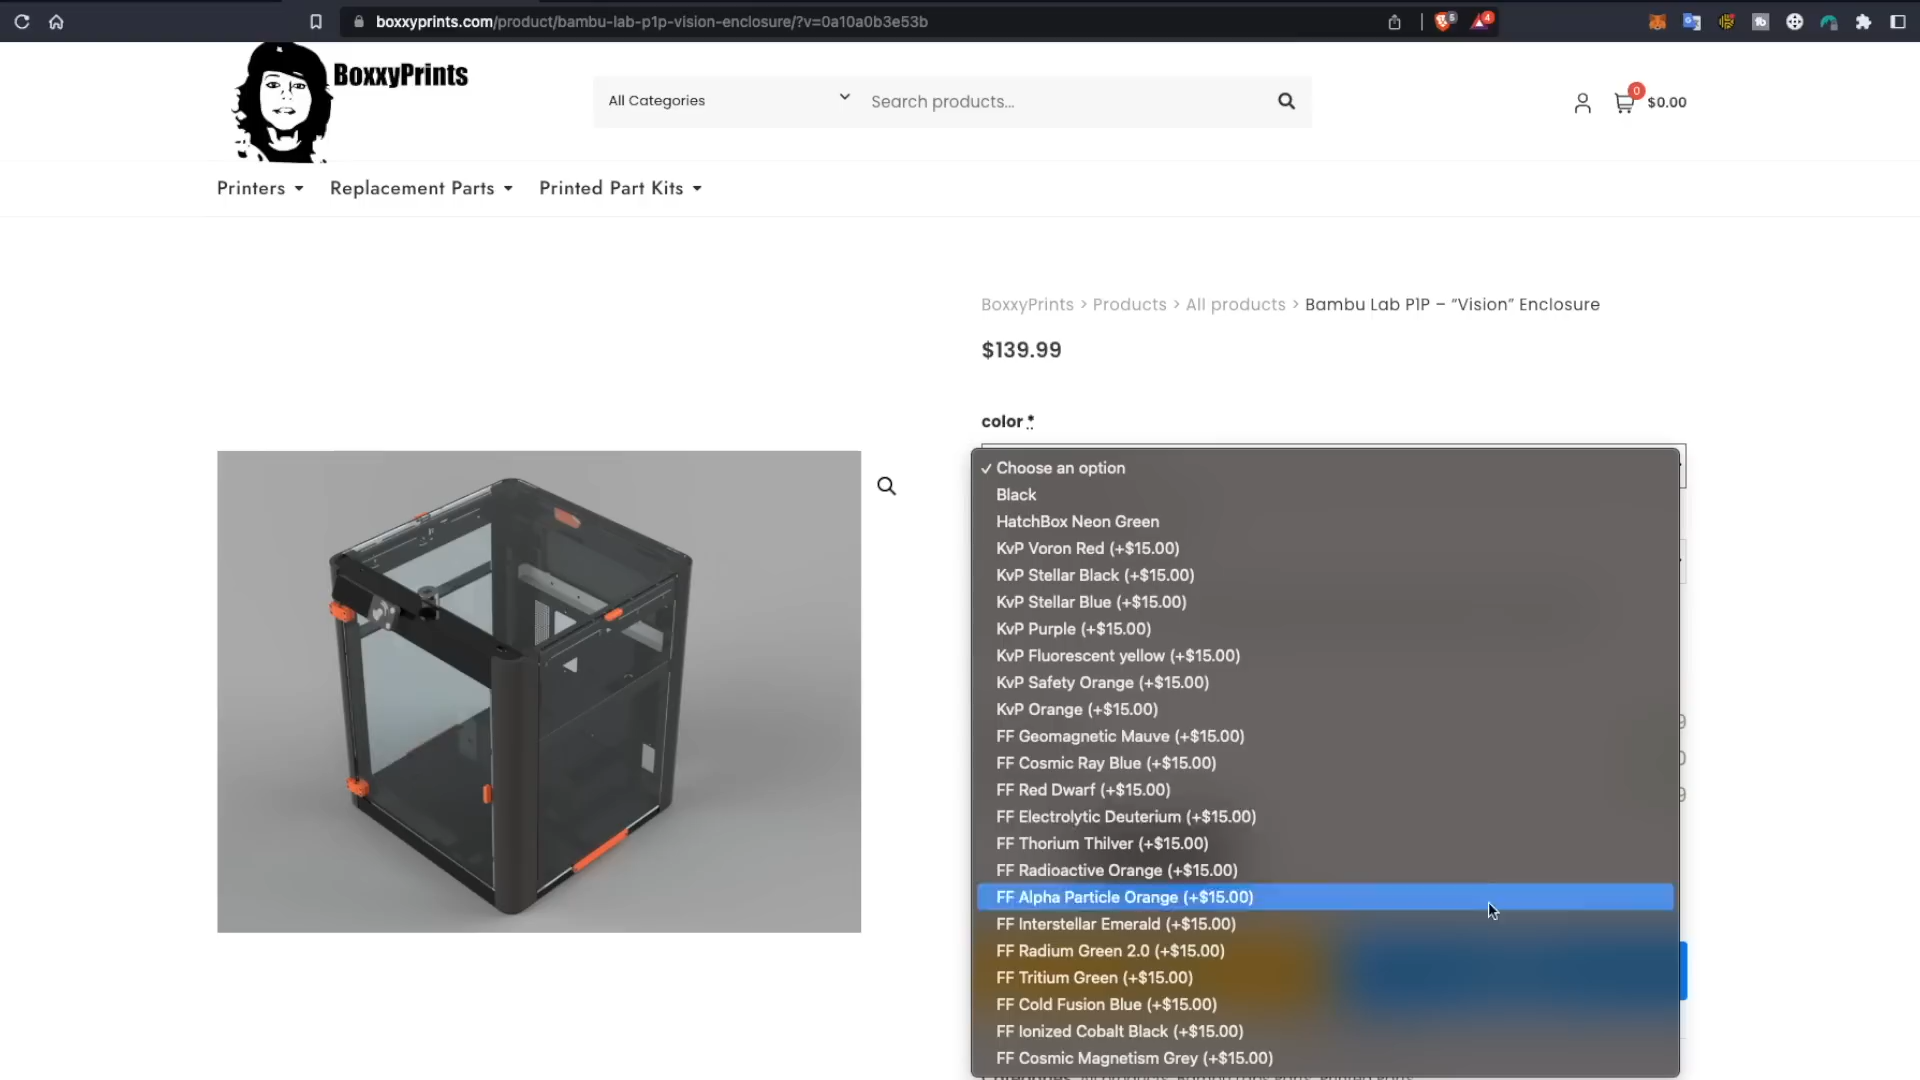 boxxyprints.com/product/bambu-lab-p1p-vision-enclosure/?v=0a10a0b3e53b
5
4
BoxxyPrints
All Categories
Search products...
0
$0.00
Printers
Replacement Parts
Printed Part Kits
BoxxyPrints > Products > All products > Bambu Lab P1P – “Vision” Enclosure
$139.99
color *
✓ Choose an option
Black
HatchBox Neon Green
KvP Voron Red (+$15.00)
KvP Stellar Black (+$15.00)
KvP Stellar Blue (+$15.00)
KvP Purple (+$15.00)
KvP Fluorescent yellow (+$15.00)
KvP Safety Orange (+$15.00)
KvP Orange (+$15.00)
FF Geomagnetic Mauve (+$15.00)
FF Cosmic Ray Blue (+$15.00)
FF Red Dwarf (+$15.00)
FF Electrolytic Deuterium (+$15.00)
FF Thorium Thilver (+$15.00)
FF Radioactive Orange (+$15.00)
FF Alpha Particle Orange (+$15.00)
FF Interstellar Emerald (+$15.00)
FF Radium Green 2.0 (+$15.00)
FF Tritium Green (+$15.00)
FF Cold Fusion Blue (+$15.00)
FF Ionized Cobalt Black (+$15.00)
FF Cosmic Magnetism Grey (+$15.00)